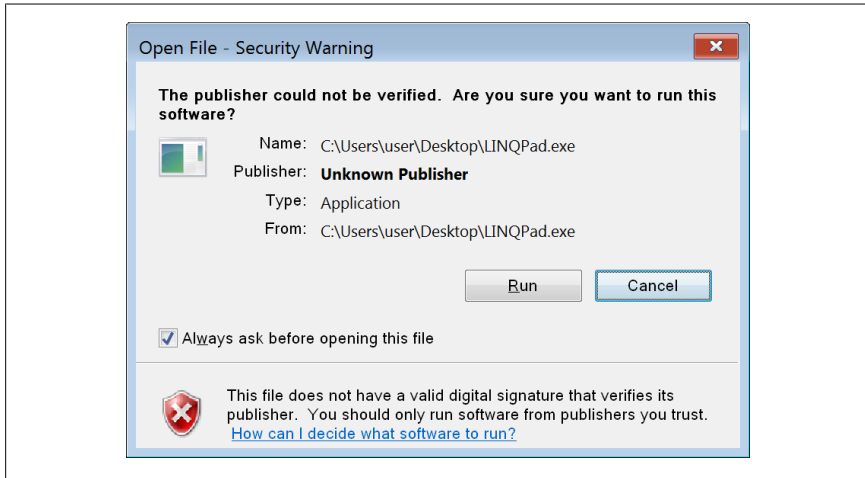 Open File - Security Warning
The publisher could not be verified.  Are you sure you want to run this
software?
Name: C:\Users\user\Desktop\LINQPad.exe
Publisher: Unknown Publisher
Type: Application
From: C:\Users\user\Desktop\LINQPad.exe
Run Cancel
Always ask before opening this file
This file does not have a valid digital signature that verifies its
publisher.  You should only run software from publishers you trust.
How can I decide what software to run?